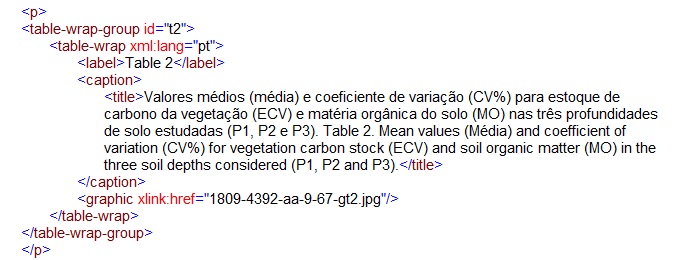 <p>
<table-wrap-group id="t2">
<table-wrap xml:lang="pt">
<label>Table 2</label>
<caption>
<title>Valores médios (média) e coeficiente de variação (CV%) para estoque de
carbono da vegetação (ECV) e matéria orgânica do solo (MO) nas três profundidades
de solo estudadas (P1, P2 e P3). Table 2. Mean values (Média) and coefficient of
variation (CV%) for vegetation carbon stock (ECV) and soil organic matter (MO) in the
three soil depths considered (P1, P2 and P3).</title>
</caption>
<graphic xlink:href="1809-4392-aa-9-67-gt2.jpg"/>
</table-wrap>
</table-wrap-group>
</p>